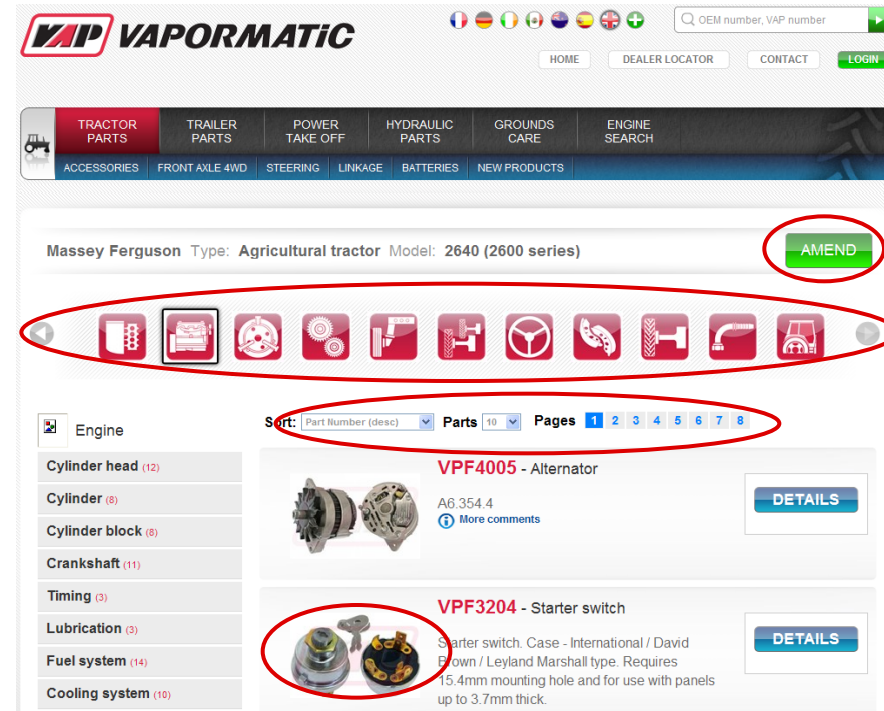 VAP VAPORMATiC
OEM number, VAP number
HOME DEALER LOCATOR CONTACT LOGIN
TRACTOR PARTS
TRAILER PARTS
POWER TAKE OFF
HYDRAULIC PARTS
GROUNDS CARE
ENGINE SEARCH
ACCESSORIES FRONT AXLE 4WD STEERING LINKAGE BATTERIES NEW PRODUCTS
Massey Ferguson Type: Agricultural tractor Model: 2640 (2600 series)
AMEND
Sort: Part Number (desc) Parts 10 Pages 1 2 3 4 5 6 7 8
Engine
Cylinder head (12)
Cylinder (8)
Cylinder block (8)
Crankshaft (11)
Timing (3)
Lubrication (3)
Fuel system (14)
Cooling system (10)
VPF4005 - Alternator
A6.354.4
More comments
DETAILS
VPF3204 - Starter switch
Starter switch. Case - International / David
Brown / Leyland Marshall type. Requires
15.4mm mounting hole and for use with panels
up to 3.7mm thick.
DETAILS